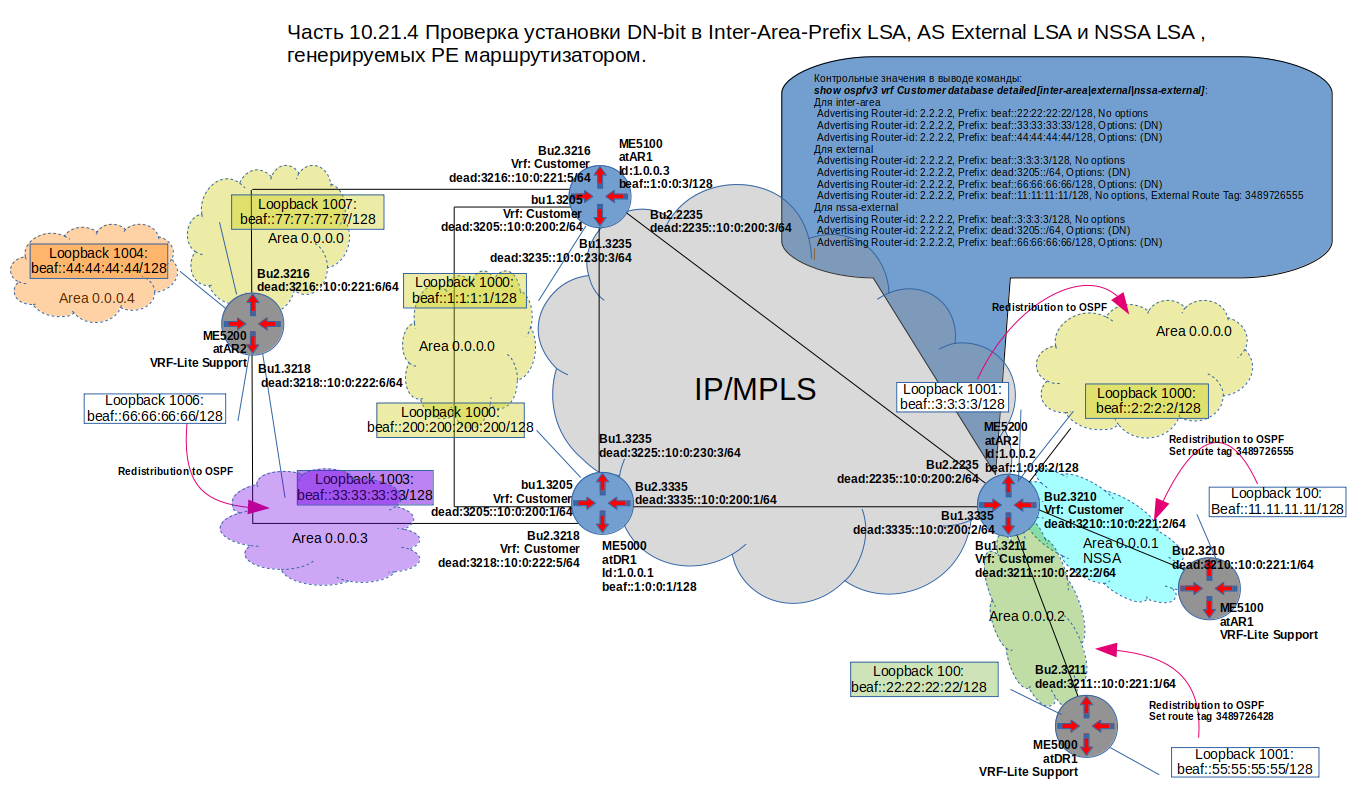 Часть 10.21.4 Проверка установки DN-bit в Inter-Area-Prefix LSA, AS External LSA и NSSA LSA ,
генерируемых PE маршрутизатором.
Контрольные значения в выводе команды:
show ospfv3 vrf Customer database detailed[inter-area|external|nssa-external]:
Для inter-area
Advertising Router-id: 2.2.2.2, Prefix: beaf::22:22:22:22/128, No options
Advertising Router-id: 2.2.2.2, Prefix: beaf::33:33:33:33/128, Options: (DN)
Advertising Router-id: 2.2.2.2, Prefix: beaf::44:44:44:44/128, Options: (DN)
Для external
Advertising Router-id: 2.2.2.2, Prefix: beaf::3:3:3:3/128, No options
Advertising Router-id: 2.2.2.2, Prefix: dead:3205::/64, Options: (DN)
Advertising Router-id: 2.2.2.2, Prefix: beaf::66:66:66:66/128, Options: (DN)
Advertising Router-id: 2.2.2.2, Prefix: beaf::11:11:11:11/128, No options, External Route Tag: 3489726555
Для nssa-external
Advertising Router-id: 2.2.2.2, Prefix: beaf::3:3:3:3/128, No options
Advertising Router-id: 2.2.2.2, Prefix: dead:3205::/64, Options: (DN)
Advertising Router-id: 2.2.2.2, Prefix: beaf::66:66:66:66/128, Options: (DN)
Bu2.3216
Vrf: Customer
dead:3216::10:0:221:5/64
ME5100
atAR1
Id:1.0.0.3
beaf::1:0:0:3/128
bu1.3205
Vrf: Customer
dead:3205::10:0:200:2/64
Bu1.3235
dead:3235::10:0:230:3/64
Bu2.2235
dead:2235::10:0:200:3/64
Loopback 1007:
beaf::77:77:77:77/128
Area 0.0.0.0
Loopback 1004:
beaf::44:44:44:44/128
Area 0.0.0.4
Bu2.3216
dead:3216::10:0:221:6/64
ME5200
atAR2
VRF-Lite Support
Bu1.3218
dead:3218::10:0:222:6/64
Loopback 1000:
beaf::1:1:1:1/128
Area 0.0.0.0
Loopback 1000:
beaf::200:200:200:200/128
Loopback 1006:
beaf::66:66:66:66/128
Redistribution to OSPF
Loopback 1003:
beaf::33:33:33:33/128
Area 0.0.0.3
IP/MPLS
Bu1.3235
dead:3225::10:0:230:3/64
Bu2.3335
dead:3335::10:0:200:1/64
bu1.3205
Vrf: Customer
dead:3205::10:0:200:1/64
Bu2.3218
Vrf: Customer
dead:3218::10:0:222:5/64
ME5000
atDR1
Id:1.0.0.1
beaf::1:0:0:1/128
Redistribution to OSPF
Area 0.0.0.0
Loopback 1001:
beaf::3:3:3:3/128
Loopback 1000:
beaf::2:2:2:2/128
ME5200
atAR2
Id:1.0.0.2
beaf::1:0:0:2/128
Bu2.2235
dead:2235::10:0:200:2/64
Bu1.3335
dead:3335::10:0:200:2/64
Redistribution to OSPF
Set route tag 3489726555
Loopback 100:
Beaf::11.11.11.11/128
Bu2.3210
Vrf: Customer
dead:3210::10:0:221:2/64
Area 0.0.0.1
NSSA
Bu2.3210
dead:3210::10:0:221:1/64
ME5100
atAR1
VRF-Lite Support
Bu1.3211
Vrf: Customer
dead:3211::10:0:222:2/64
Area 0.0.0.2
Loopback 100:
beaf::22:22:22:22/128
Bu2.3211
dead:3211::10:0:221:1/64
Redistribution to OSPF
Set route tag 3489726428
ME5000
atDR1
VRF-Lite Support
Loopback 1001:
beaf::55:55:55:55/128